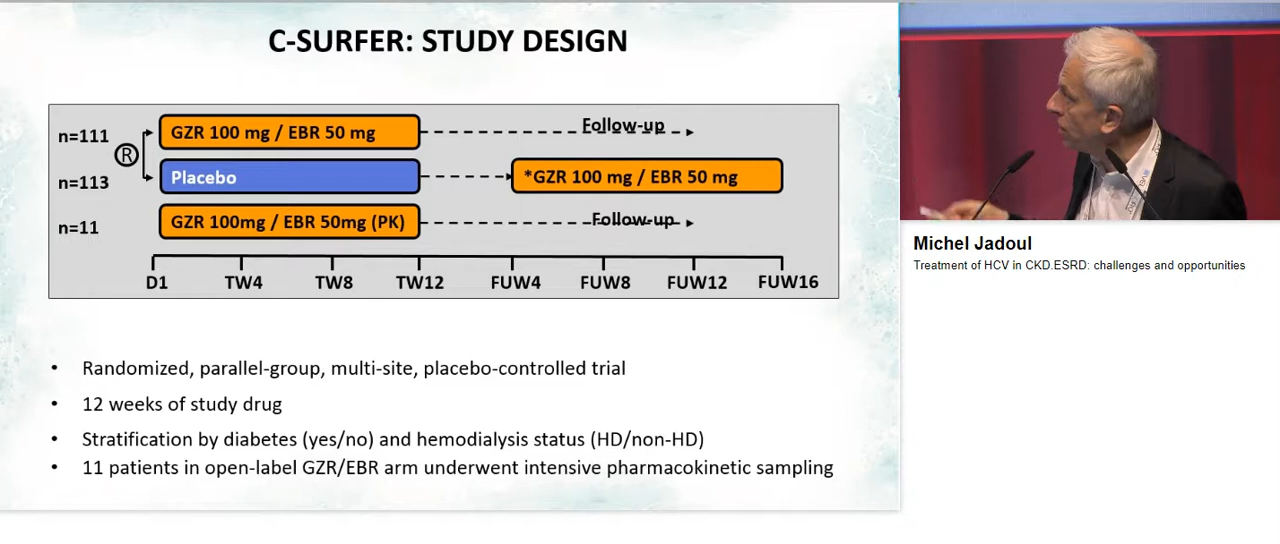 C-SURFER: STUDY DESIGN
n=111
GZR 100 mg / EBR 50 mg
Follow-up
R
n=113
Placebo
*GZR 100 mg / EBR 50 mg
n=11
GZR 100mg / EBR 50mg (PK)
Follow-up
D1 TW4 TW8 TW12 FUW4 FUW8 FUW12 FUW16
• Randomized, parallel-group, multi-site, placebo-controlled trial
• 12 weeks of study drug
• Stratification by diabetes (yes/no) and hemodialysis status (HD/non-HD)
• 11 patients in open-label GZR/EBR arm underwent intensive pharmacokinetic sampling
Michel Jadoul
Treatment of HCV in CKD.ESRD: challenges and opportunities